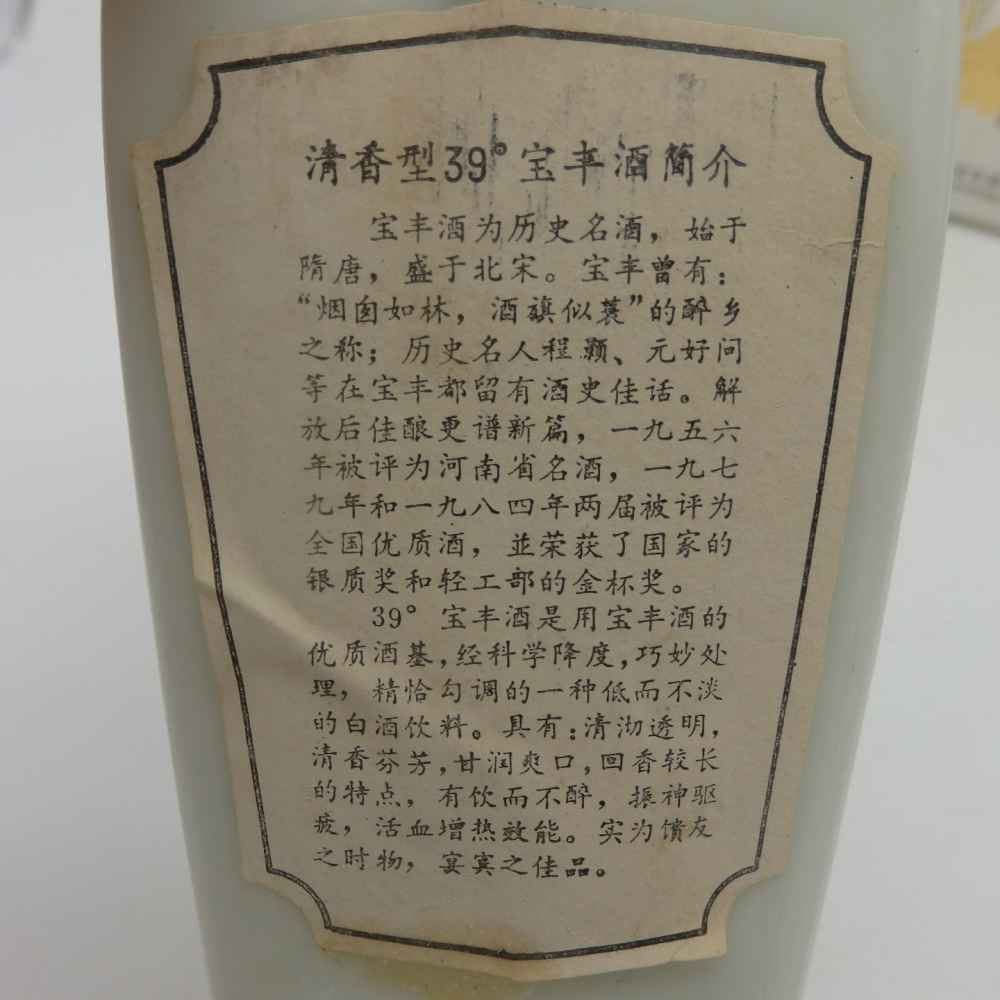 清香型39°宝丰酒简介
宝丰酒为历史名酒，始于
隋唐，盛于北宋。宝丰曾有：
“烟囱如林，酒旗似蓑”的醉乡
之称；历史名人程颢、元好问
等在宝丰都留有酒史佳话。解
放后佳酿更谱新篇，一九五六
年被评为河南省名酒，一九七
九年和一九八四年两届被评为
全国优质酒，並荣获了国家的
银质奖和轻工部的金杯奖。
39°宝丰酒是用宝丰酒的
优质酒基，经科学降度，巧妙处
理，精恰勾调的一种低而不淡
的白酒饮料。具有：清沏透明，
清香芬芳，甘润爽口，回香较长
的特点，有饮而不醉，振神驱
疲，活血增热效能。实为馈友
之时物，宴宾之佳品。